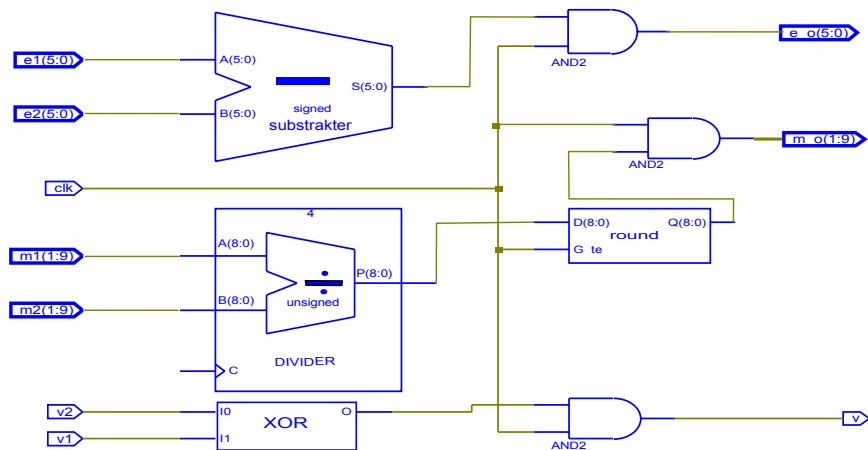 e1(5:0)
A(5:0)
e2(5:0)
B(5:0)
signed
substrakter
S(5:0)
AND2
e_o(5:0)
AND2
m_o(1:9)
clk
4
D(8:0)
Q(8:0)
round
G_te
m1(1:9)
A(8:0)
P(8:0)
unsigned
m2(1:9)
B(8:0)
C
DIVIDER
v2
I0
O
XOR
v1
I1
AND2
v